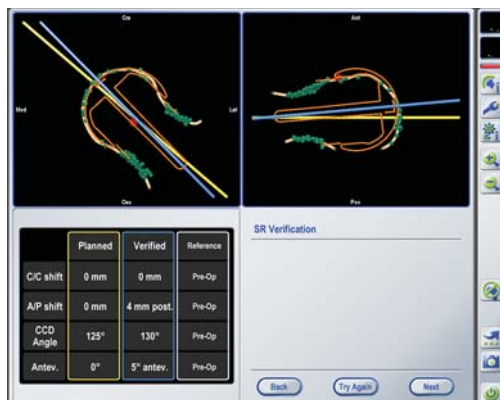 Cra
Ant
Med
Lat
Cau
Pos
SR Verification
Planned Verified Reference
C/C shift 0 mm 0 mm Pre-Op
A/P shift 0 mm 4 mm post. Pre-Op
CCD Angle 125° 130° Pre-Op
Antev. 0° 5° antev. Pre-Op
Back Try Again Next